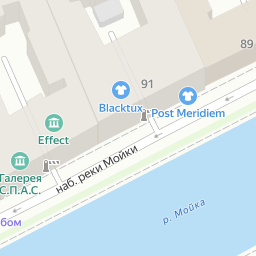 89
91
Blacktux
Post Meridiem
Effect
Галерея
С.П.А.С.
наб. реки Мойки
р. Мойка
бом